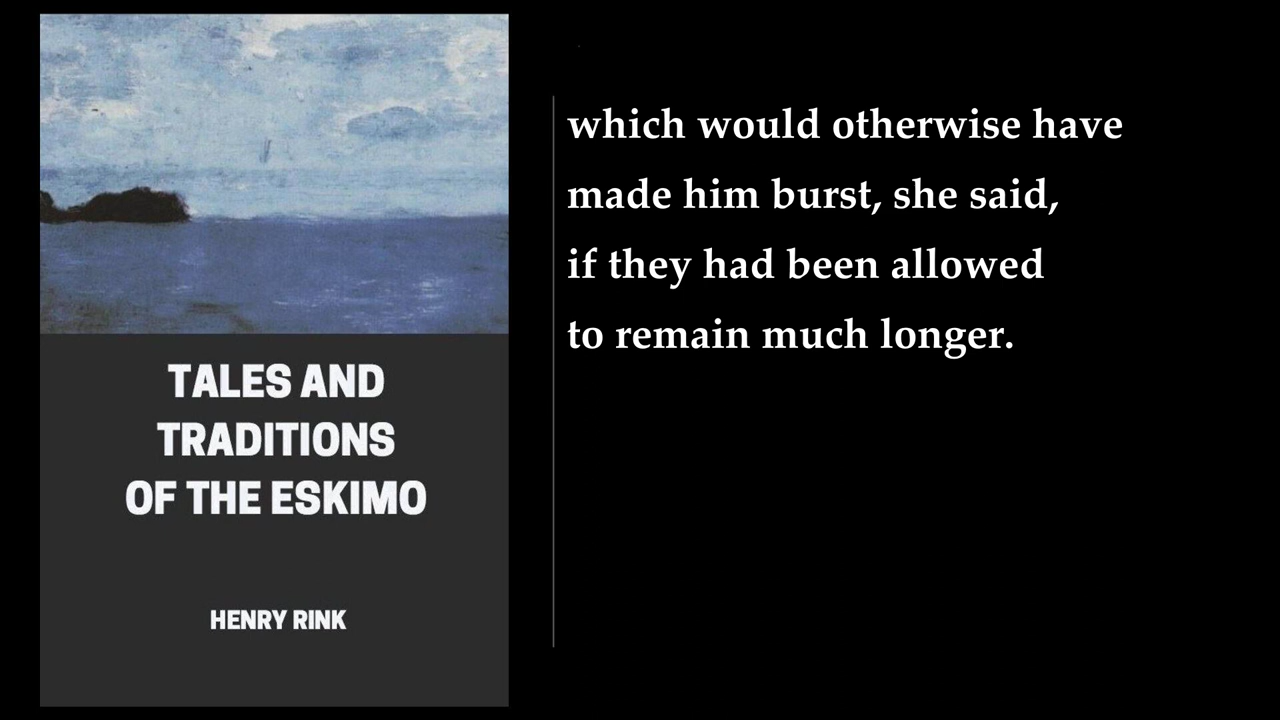 TALES AND
TRADITIONS
OF THE ESKIMO
HENRY RINK
which would otherwise have
made him burst, she said,
if they had been allowed
to remain much longer.